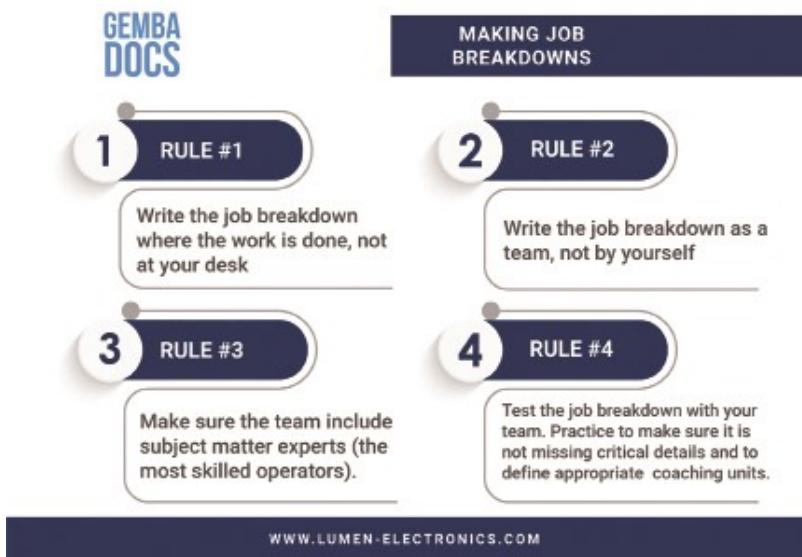 GEMBA
DOCS
MAKING JOB
BREAKDOWNS
1
RULE #1
Write the job breakdown
where the work is done, not
at your desk
2
RULE #2
Write the job breakdown as a
team, not by yourself
3
RULE #3
Make sure the team include
subject matter experts (the
most skilled operators).
4
RULE #4
Test the job breakdown with your
team. Practice to make sure it is
not missing critical details and to
define appropriate coaching units.
WWW.LUMEN-ELECTRONICS.COM